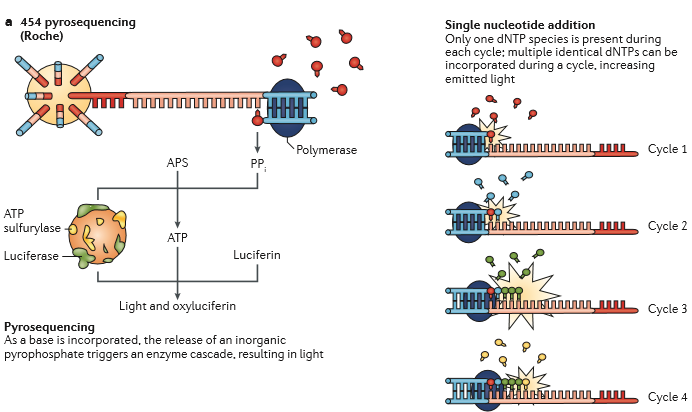 a 454 pyrosequencing
(Roche)
Polymerase
APS
PPi
ATP
sulfurylase
Luciferase
ATP
Luciferin
Light and oxyluciferin
Pyrosequencing
As a base is incorporated, the release of an inorganic
pyrophosphate triggers an enzyme cascade, resulting in light
Single nucleotide addition
Only one dNTP species is present during
each cycle; multiple identical dNTPs can be
incorporated during a cycle, increasing
emitted light
Cycle 1
Cycle 2
Cycle 3
Cycle 4